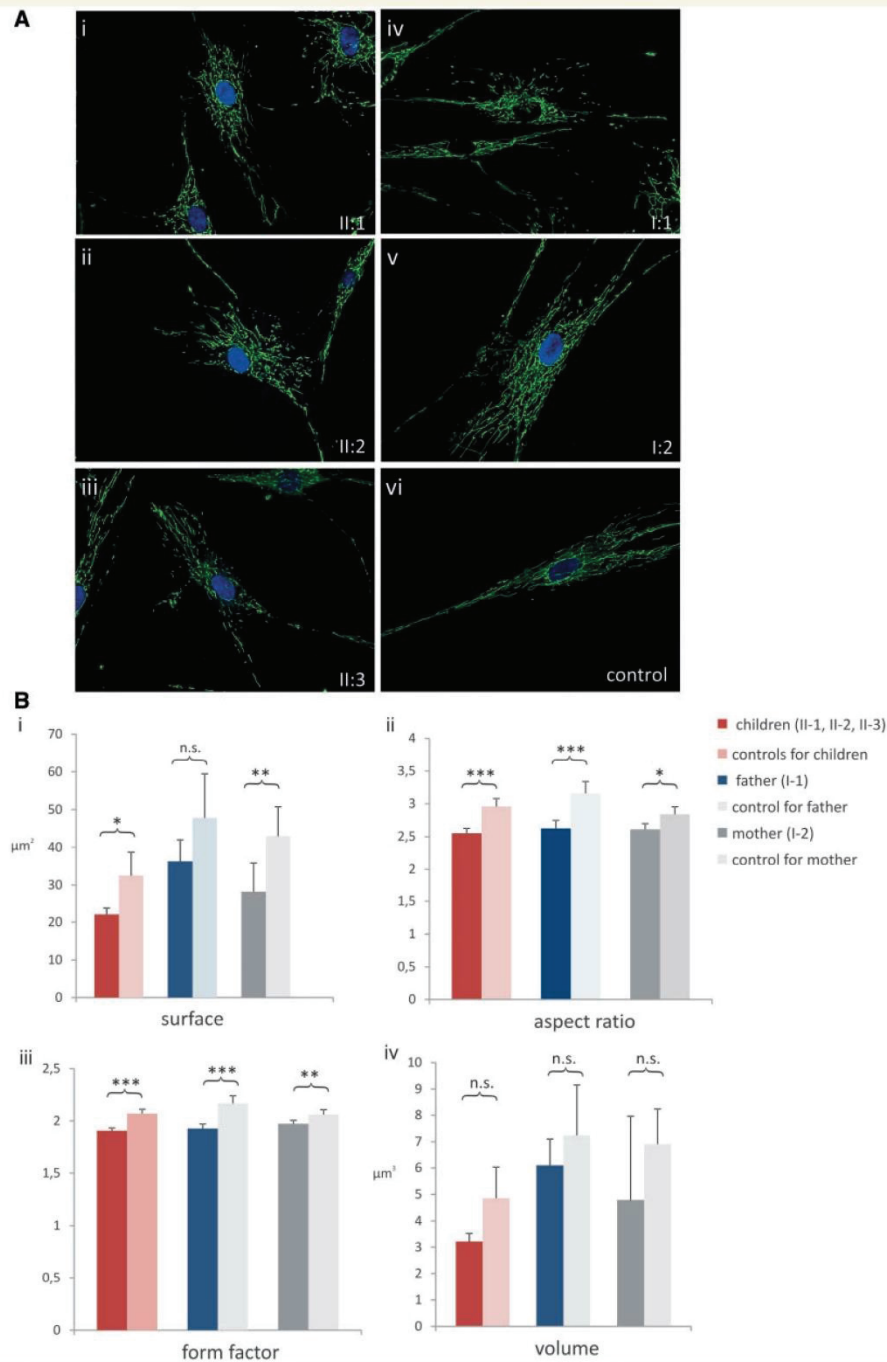 A
i
II:1
iv
I:1
ii
II:2
v
I:2
iii
II:3
vi
control
B
i
70
60
50
40
30
20
10
0
µm²
*
n.s.
**
surface
ii
4
3,5
3
2,5
2
1,5
1
0,5
0
***
***
*
aspect ratio
children (II-1, II-2, II-3)
controls for children
father (I-1)
control for father
mother (I-2)
control for mother
iii
2,5
2
1,5
1
0,5
0
***
***
**
form factor
iv
10
9
8
7
6
5
4
3
2
1
0
µm³
n.s.
n.s.
n.s.
volume